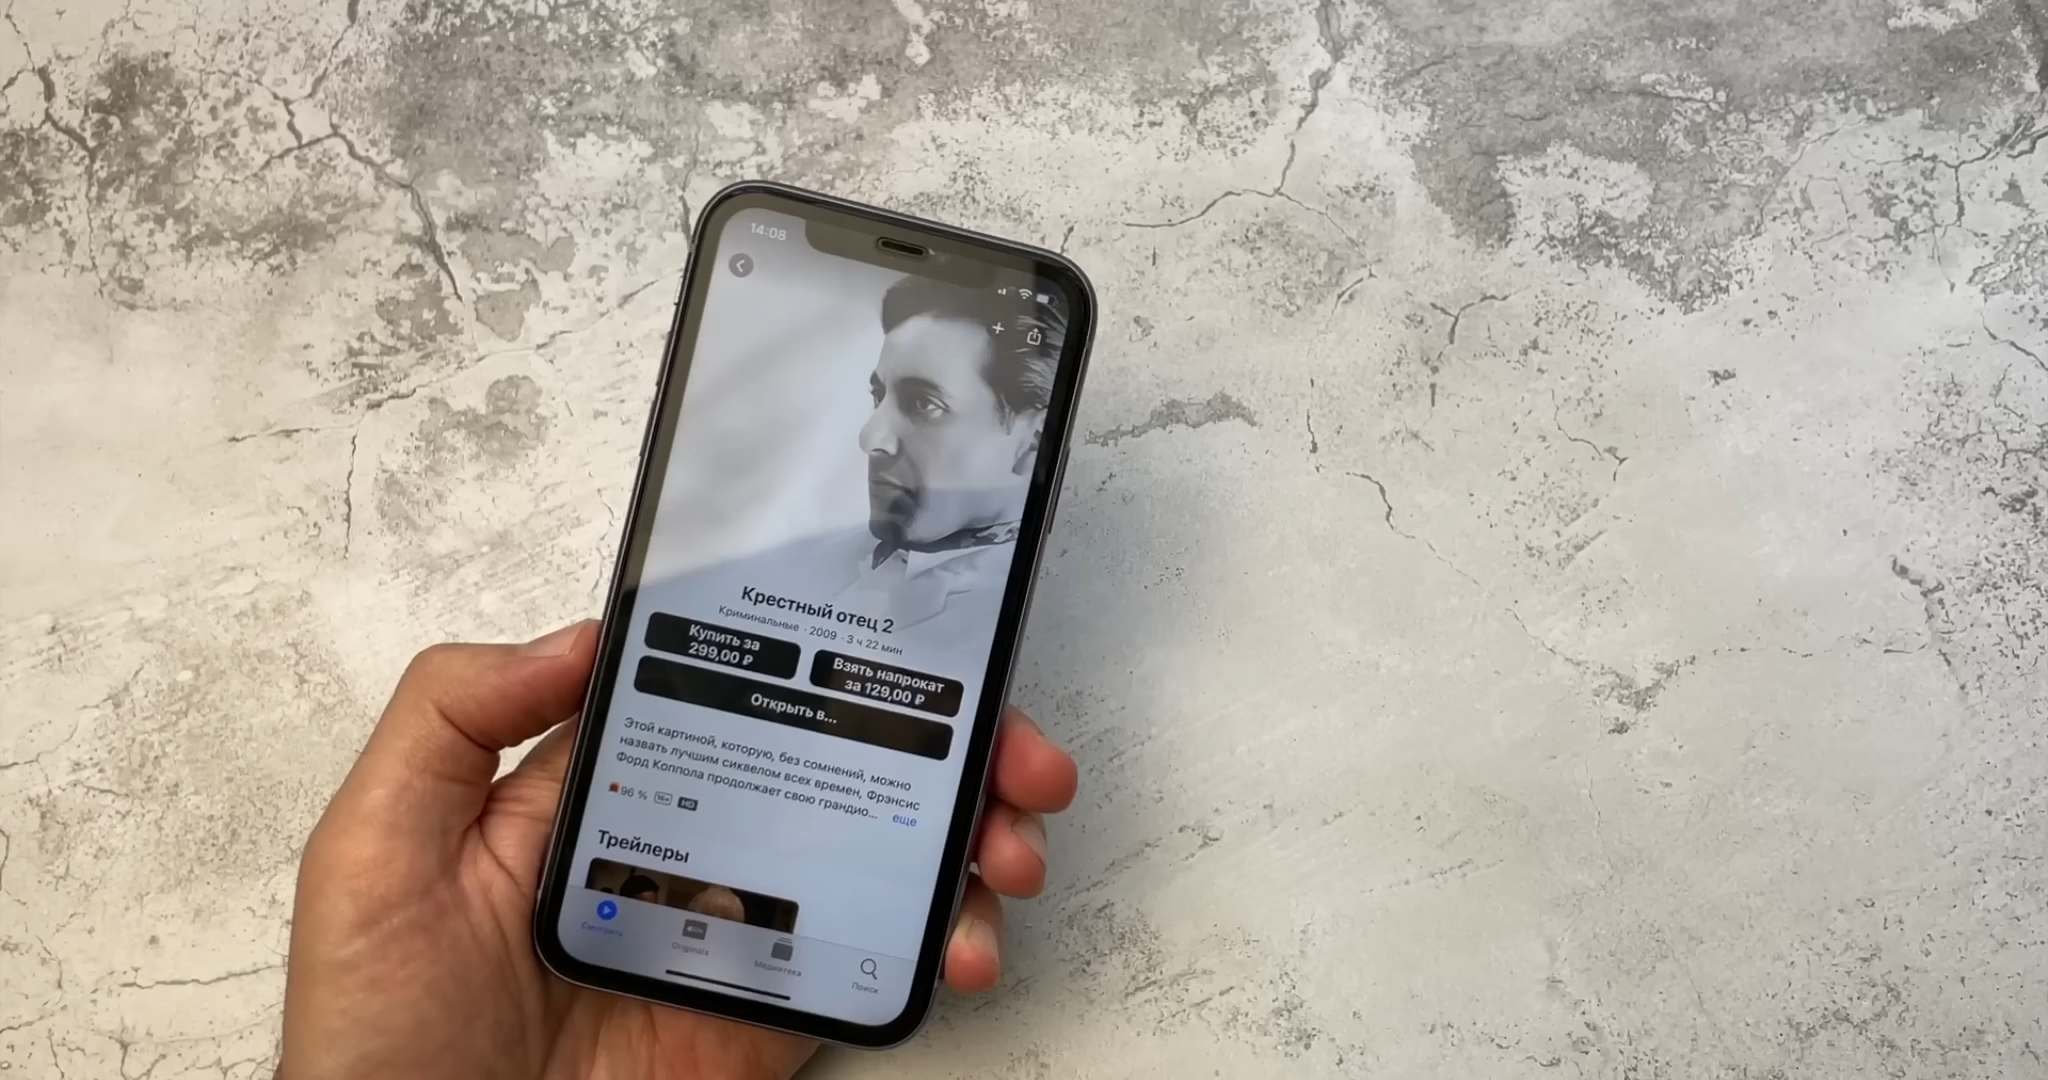 14:08
Крестный отец 2
Криминальные · 2009 · 3 ч 22 мин
Купить за
299,00 ₽
Взять напрокат
за 129,00 ₽
Открыть в...
Этой картиной, которую, без сомнений, можно
назвать лучшим сиквелом всех времен, Фрэнсис
Форд Коппола продолжает свою грандио... еще
96 % 16+ HD
Трейлеры
Смотреть
Originals
Медиатека
Поиск